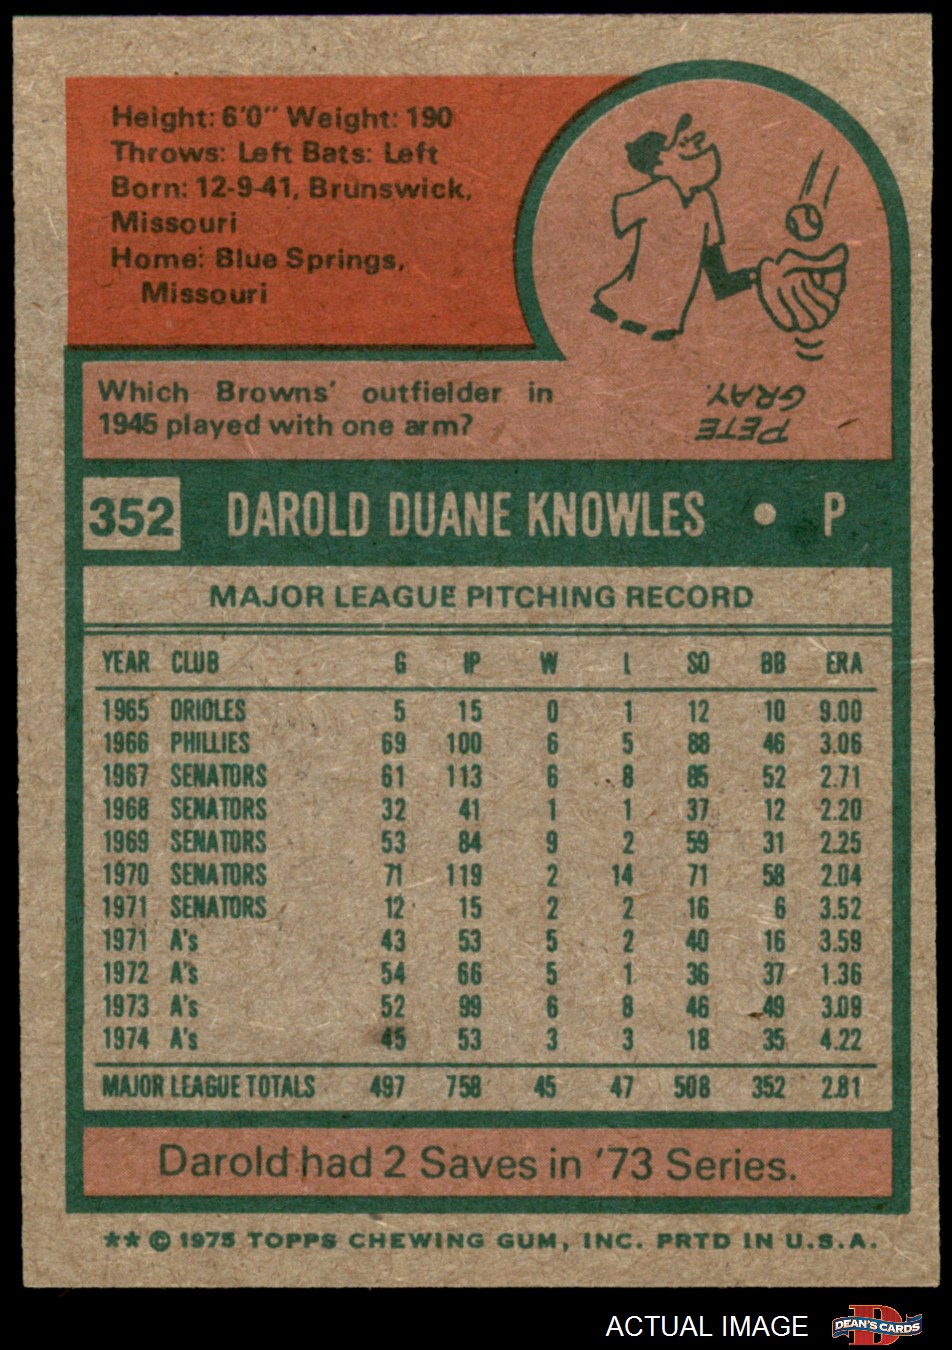 Height: 6'0" Weight: 190
Throws: Left Bats: Left
Born: 12-9-41, Brunswick,
Missouri
Home: Blue Springs,
Missouri
Which Browns' outfielder in
1945 played with one arm?
PETE
GRAY.
352 DAROLD DUANE KNOWLES • P
MAJOR LEAGUE PITCHING RECORD
YEAR CLUB G IP W L SO BB ERA
1965 ORIOLES 5 15 0 1 12 10 9.00
1966 PHILLIES 69 100 6 5 88 46 3.06
1967 SENATORS 61 113 6 8 85 52 2.71
1968 SENATORS 32 41 1 1 37 12 2.20
1969 SENATORS 53 84 9 2 59 31 2.25
1970 SENATORS 71 119 2 14 71 58 2.04
1971 SENATORS 12 15 2 2 16 6 3.52
1971 A's 43 53 5 2 40 16 3.59
1972 A's 54 66 5 1 36 37 1.36
1973 A's 52 99 6 8 46 49 3.09
1974 A's 45 53 3 3 18 35 4.22
MAJOR LEAGUE TOTALS 497 758 45 47 508 352 2.81
Darold had 2 Saves in '73 Series.
** © 1975 TOPPS CHEWING GUM, INC. PRTD IN U.S.A.
ACTUAL IMAGE
D
DEAN'S CARDS